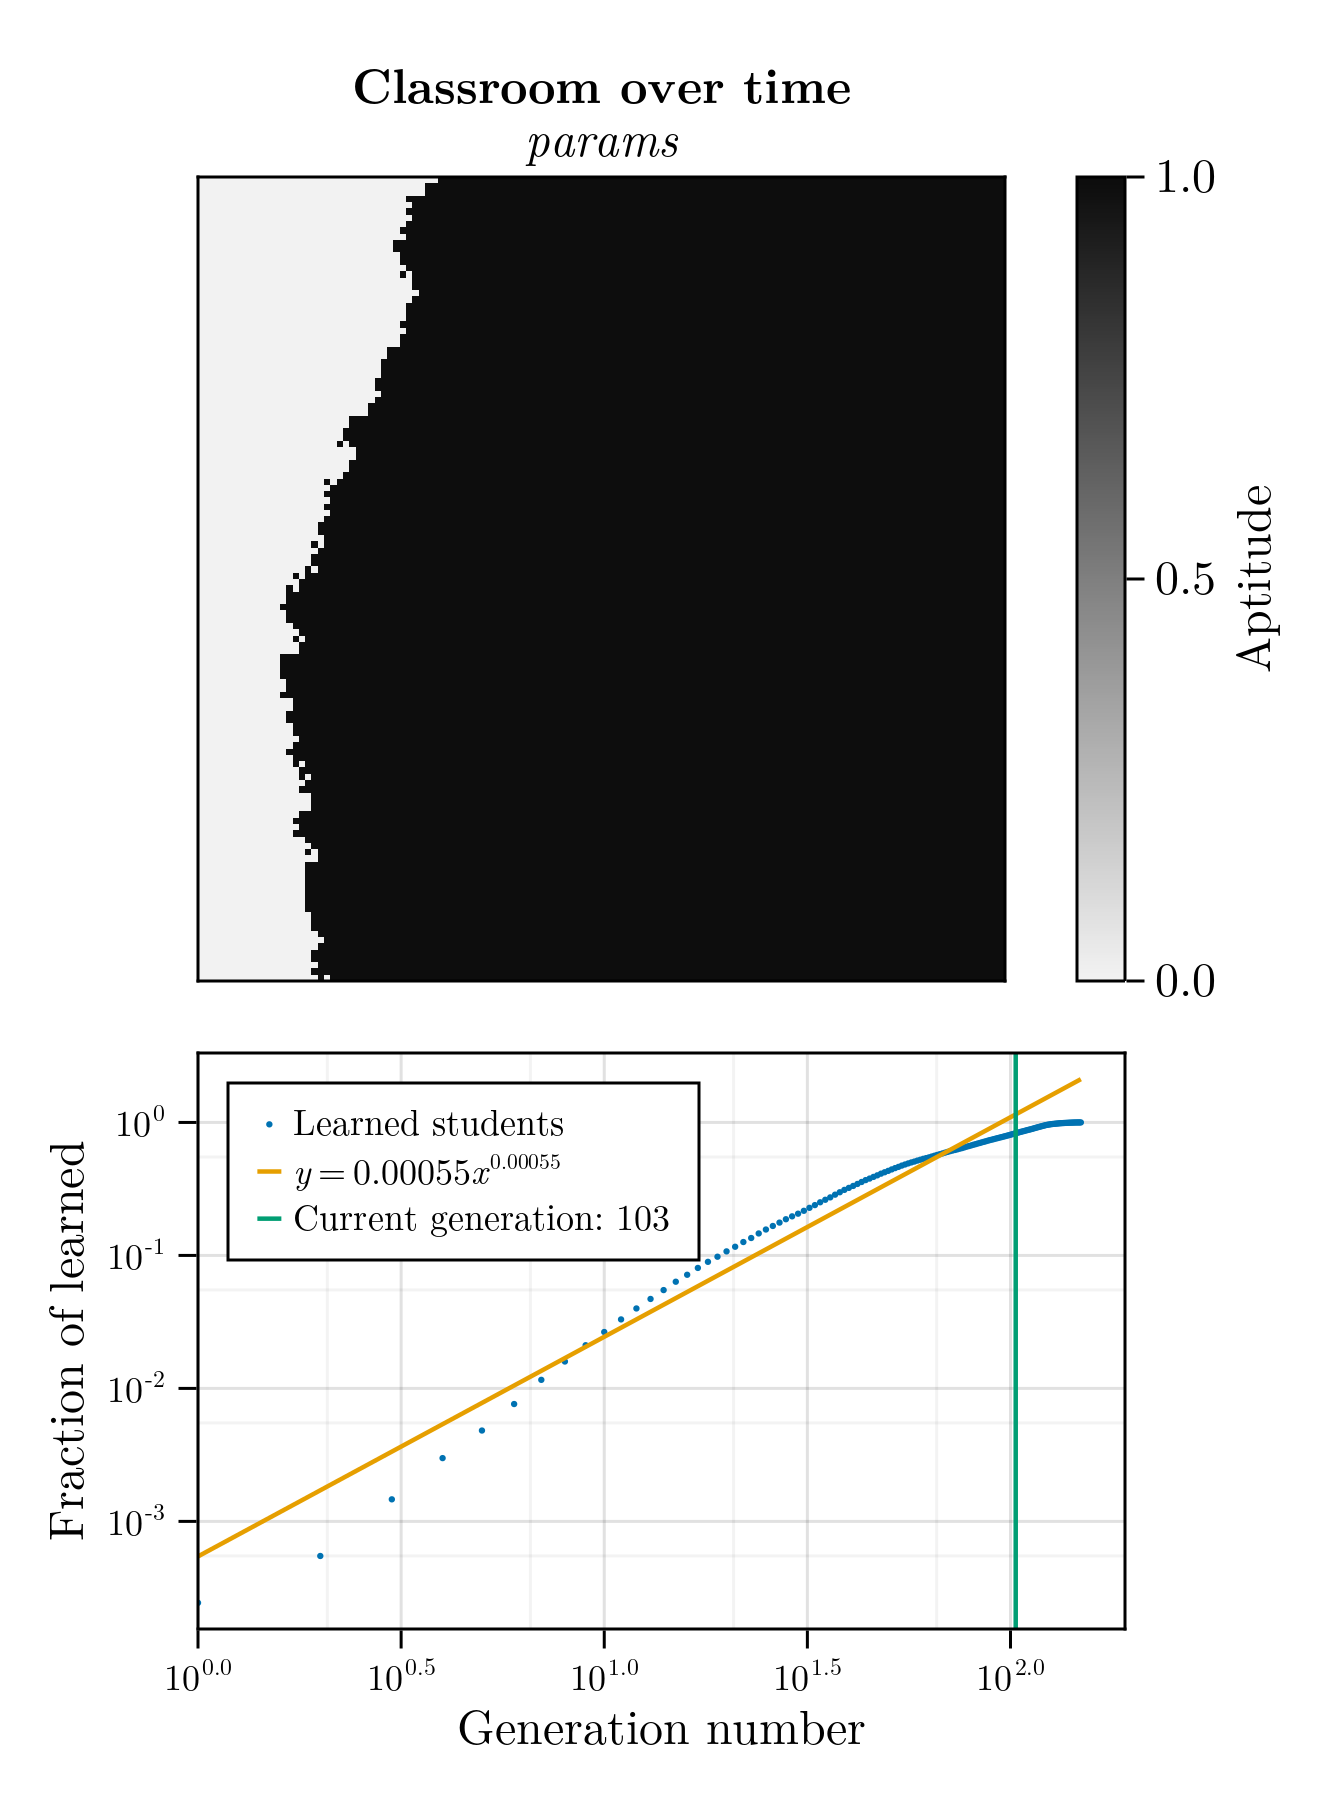 Classroom over time
params
1.0
0.5
0.0
Aptitude
Learned students
y = 0.00055x^0.00055
Current generation: 103
10^0
10^-1
10^-2
10^-3
Fraction of learned
10^0.0 10^0.5 10^1.0 10^1.5 10^2.0
Generation number